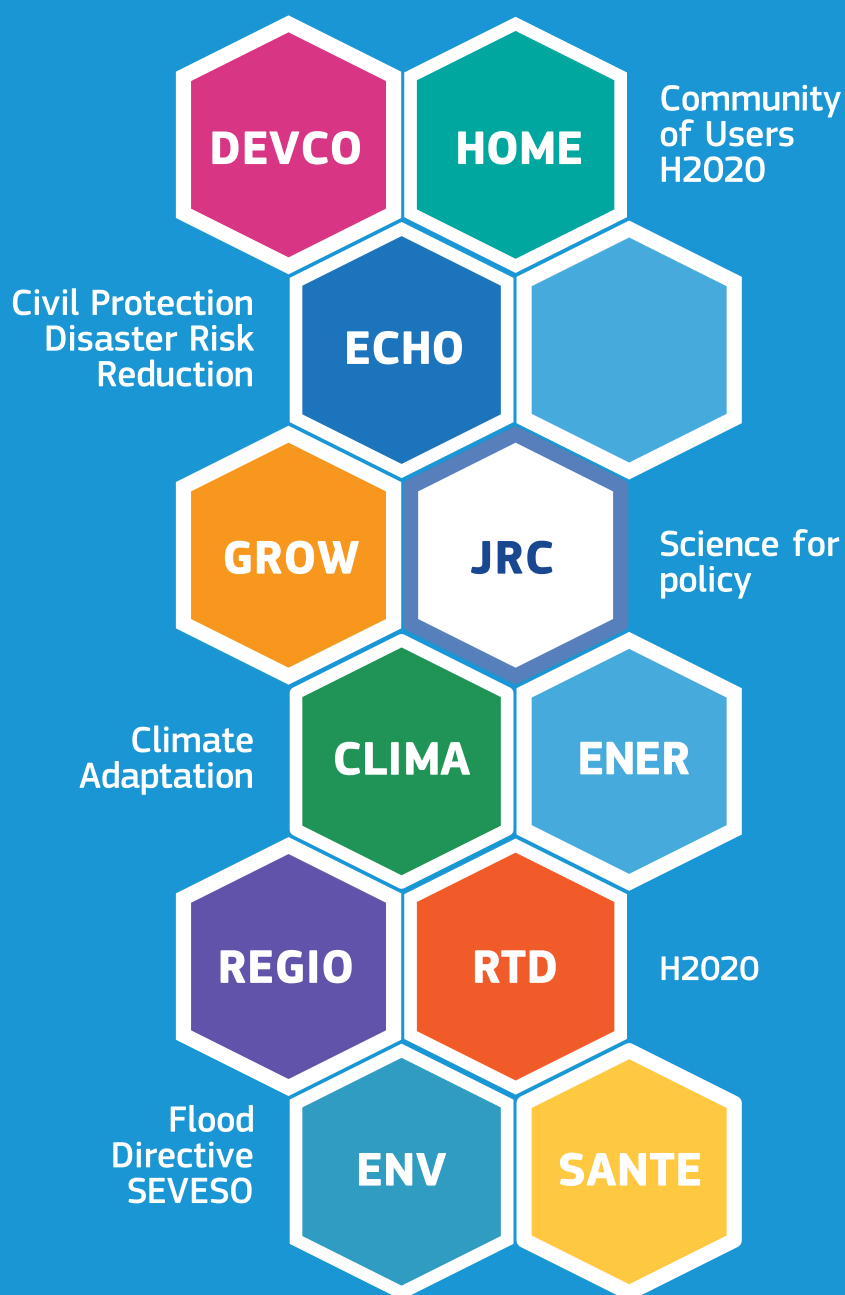 DEVCO
HOME
Community
of Users
H2020
Civil Protection
Disaster Risk
Reduction
ECHO
GROW
JRC
Science for
policy
Climate
Adaptation
CLIMA
ENER
REGIO
RTD
H2020
Flood
Directive
SEVESO
ENV
SANTE